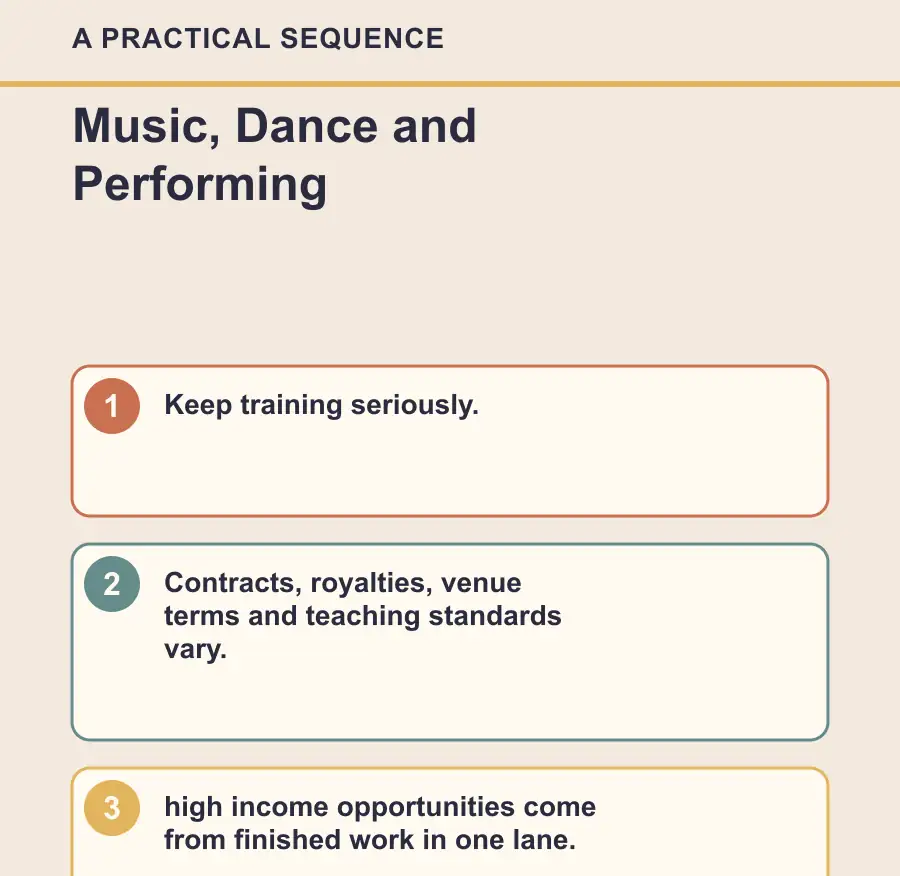 A PRACTICAL SEQUENCE
Music, Dance and
Performing
1
Keep training seriously.
2
Contracts, royalties, venue
terms and teaching standards
vary.
3
high income opportunities come
from finished work in one lane.